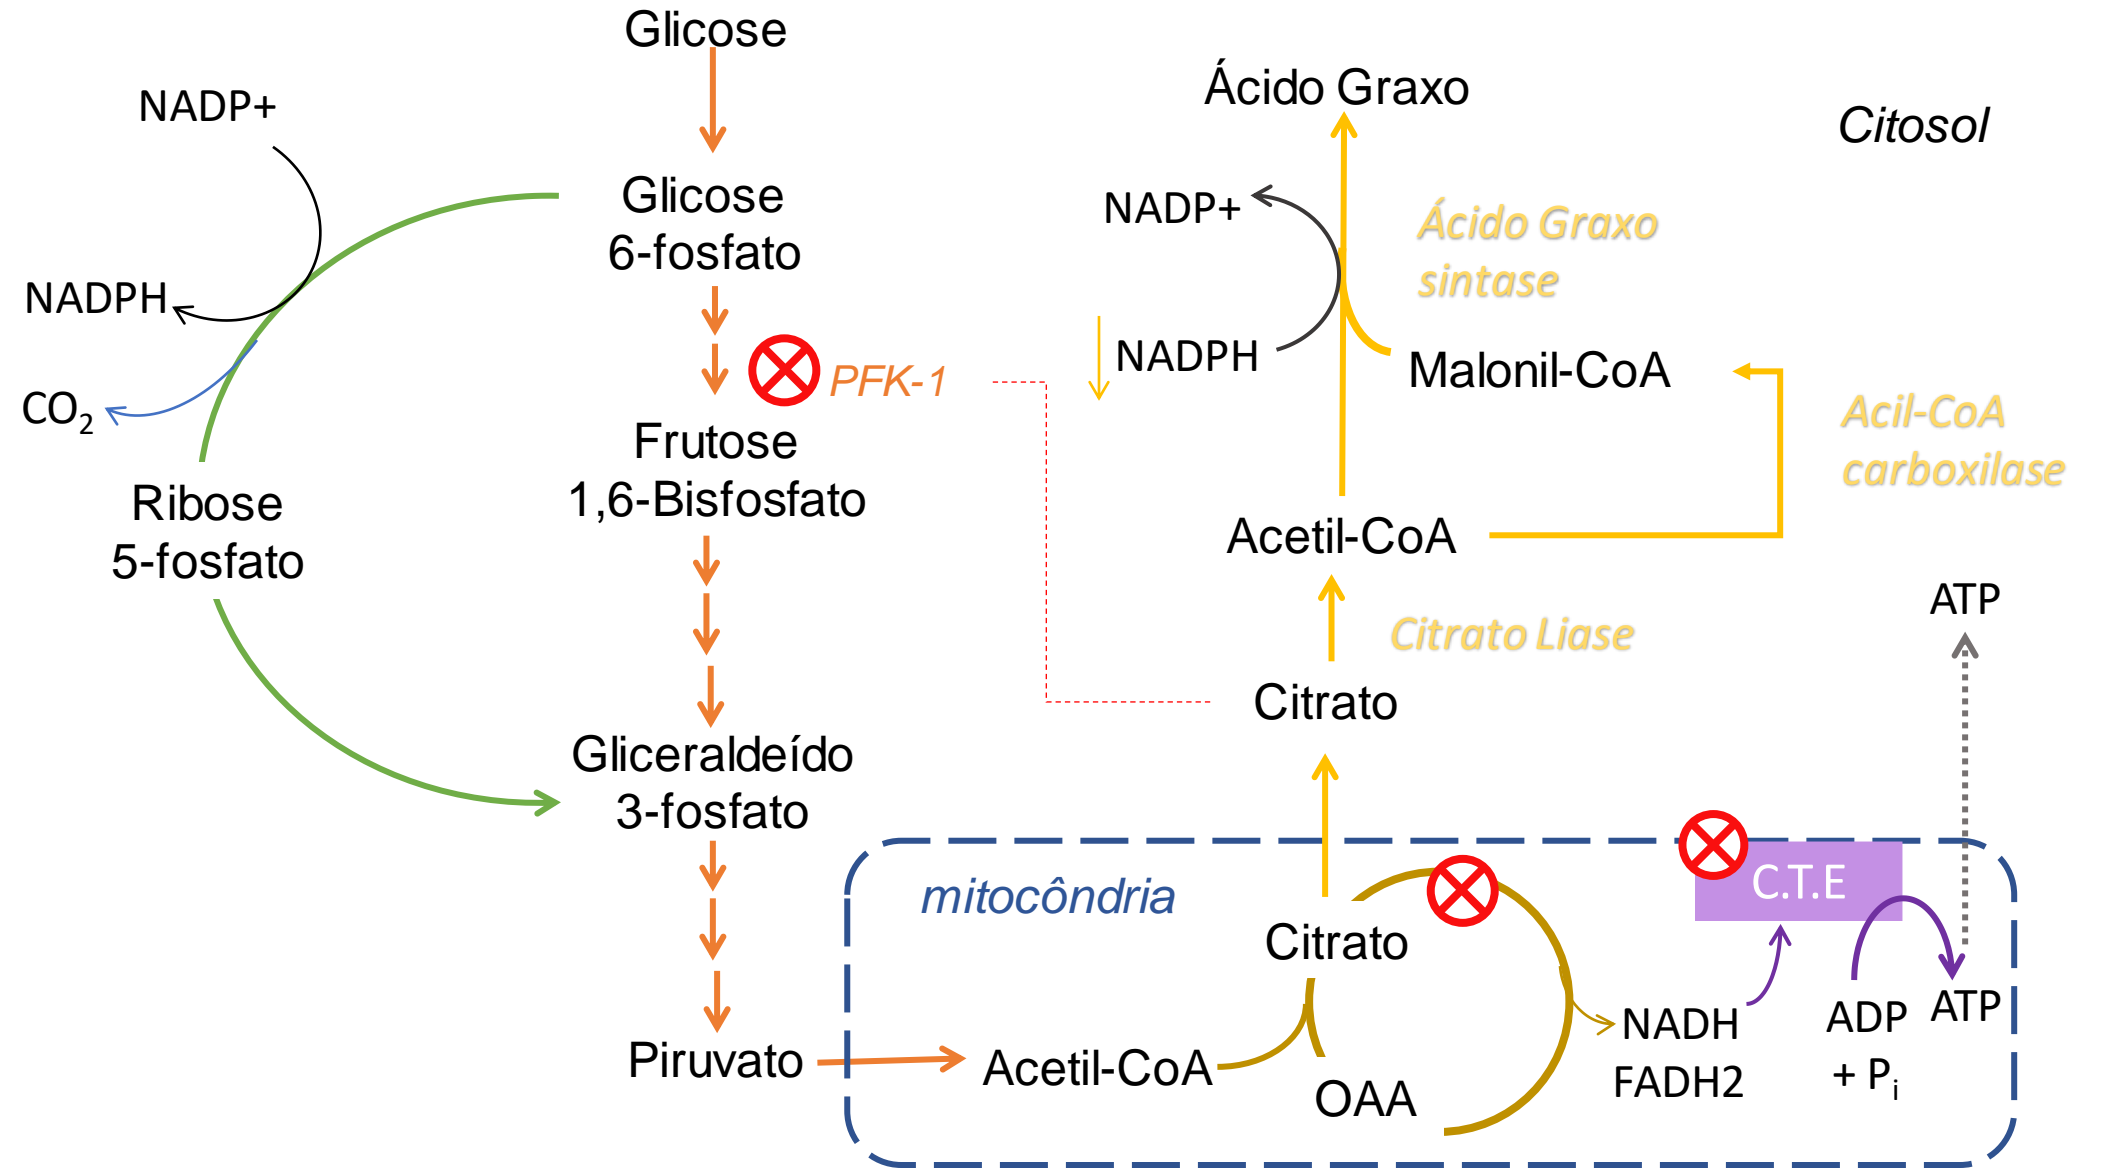 Glicose
NADP+
Glicose
6-fosfato
NADPH
CO₂
PFK-1
Frutose
1,6-Bisfosfato
Ribose
5-fosfato
Gliceraldeído
3-fosfato
Piruvato
Ácido Graxo
Citosol
NADP+
Ácido Graxo
sintase
NADPH
Malonil-CoA
Acil-CoA
carboxilase
Acetil-CoA
Citrato Liase
ATP
Citrato
mitocôndria
C.T.E
Citrato
Acetil-CoA
OAA
NADH
FADH2
ADP
+ Pᵢ
ATP